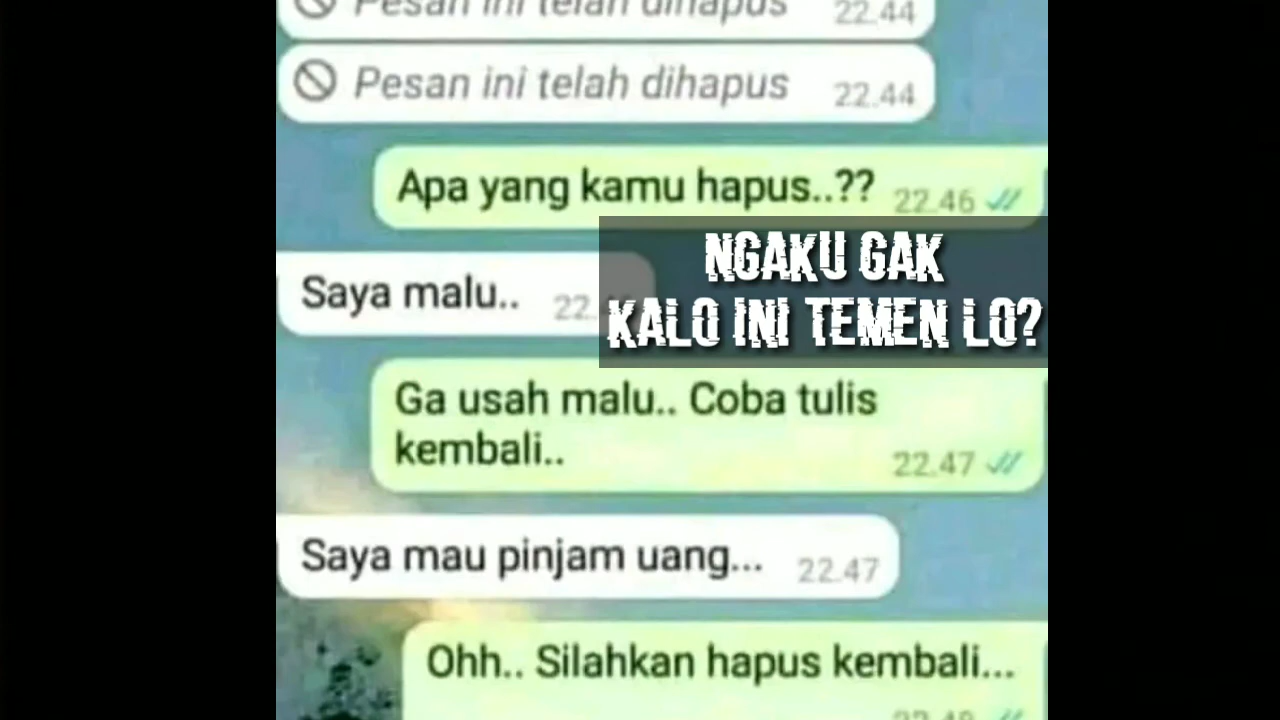 Pesan ini telah dihapus 22.44
Pesan ini telah dihapus 22.44
Apa yang kamu hapus..?? 22.46
NGAKU GAK
KALO INI TEMEN LO?
Saya malu.. 22.
Ga usah malu.. Coba tulis
kembali.. 22.47
Saya mau pinjam uang... 22.47
Ohh.. Silahkan hapus kembali...